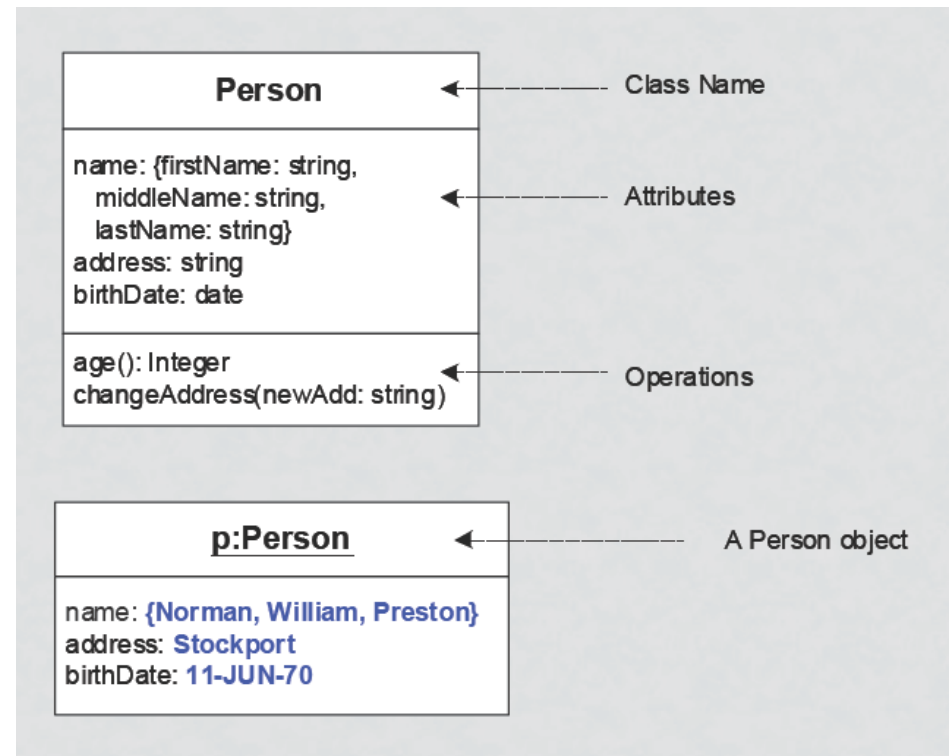 Person
Class Name
name: {firstName: string,
middleName: string,
lastName: string}
address: string
birthDate: date
Attributes
age(): Integer
changeAddress(newAdd: string)
Operations
p:Person
A Person object
name: {Norman, William, Preston}
address: Stockport
birthDate: 11-JUN-70